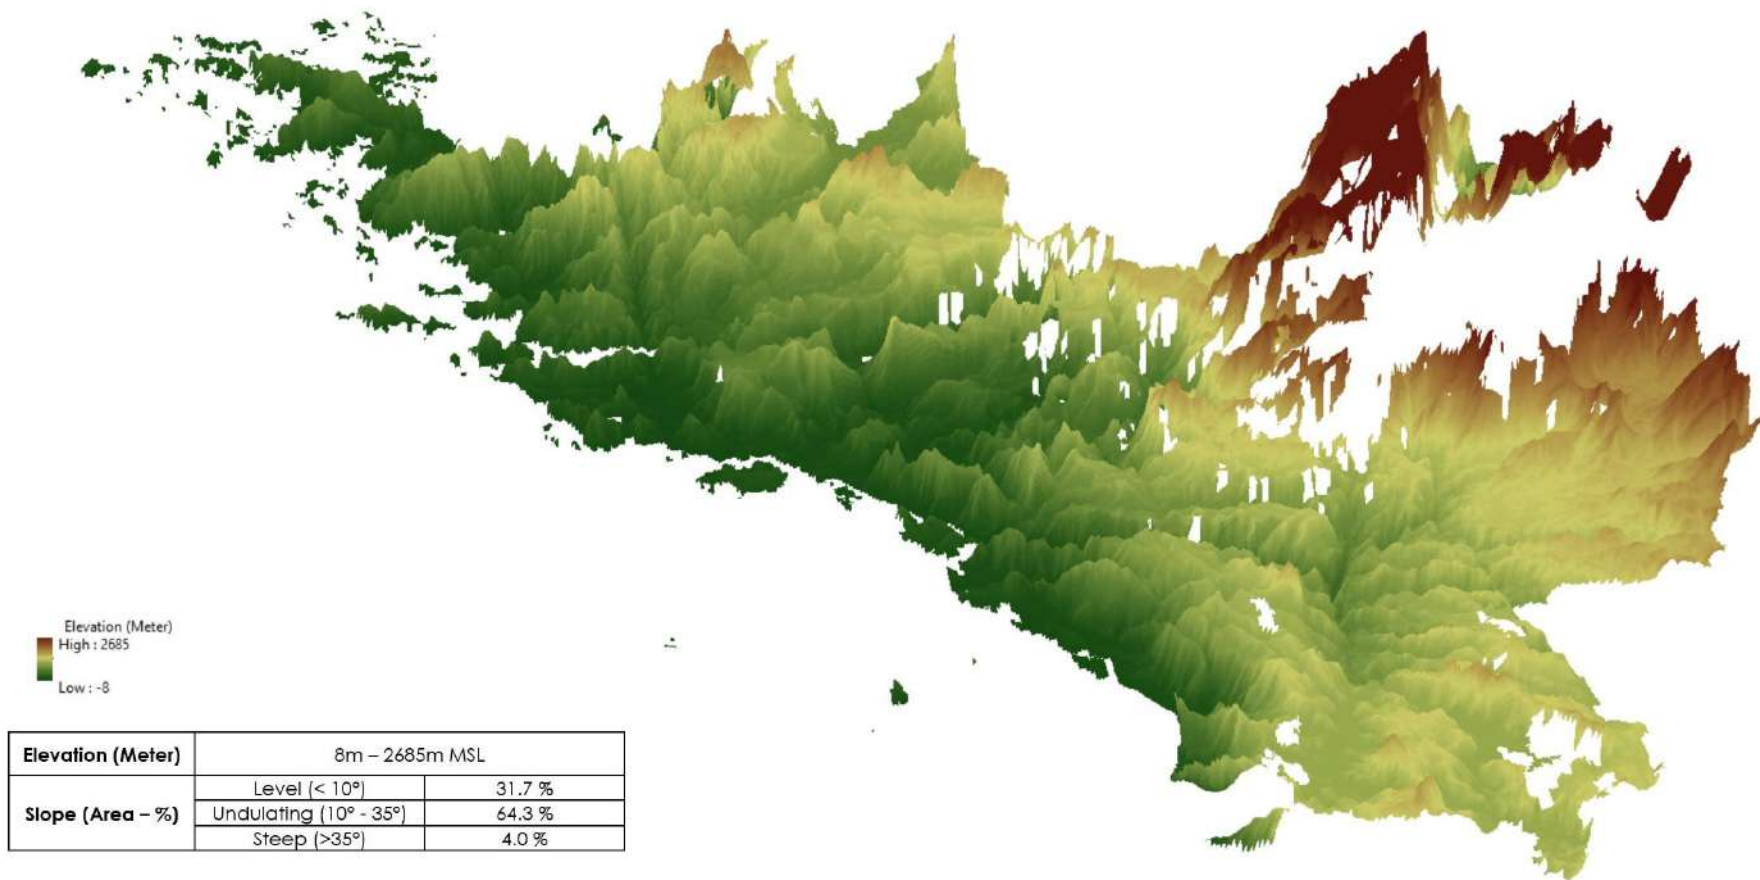 Elevation (Meter)
High : 2685
Low : -8
Elevation (Meter) 8m – 2685m MSL
Slope (Area – %) Level (< 10°) 31.7 %
Undulating (10° - 35°) 64.3 %
Steep (>35°) 4.0 %